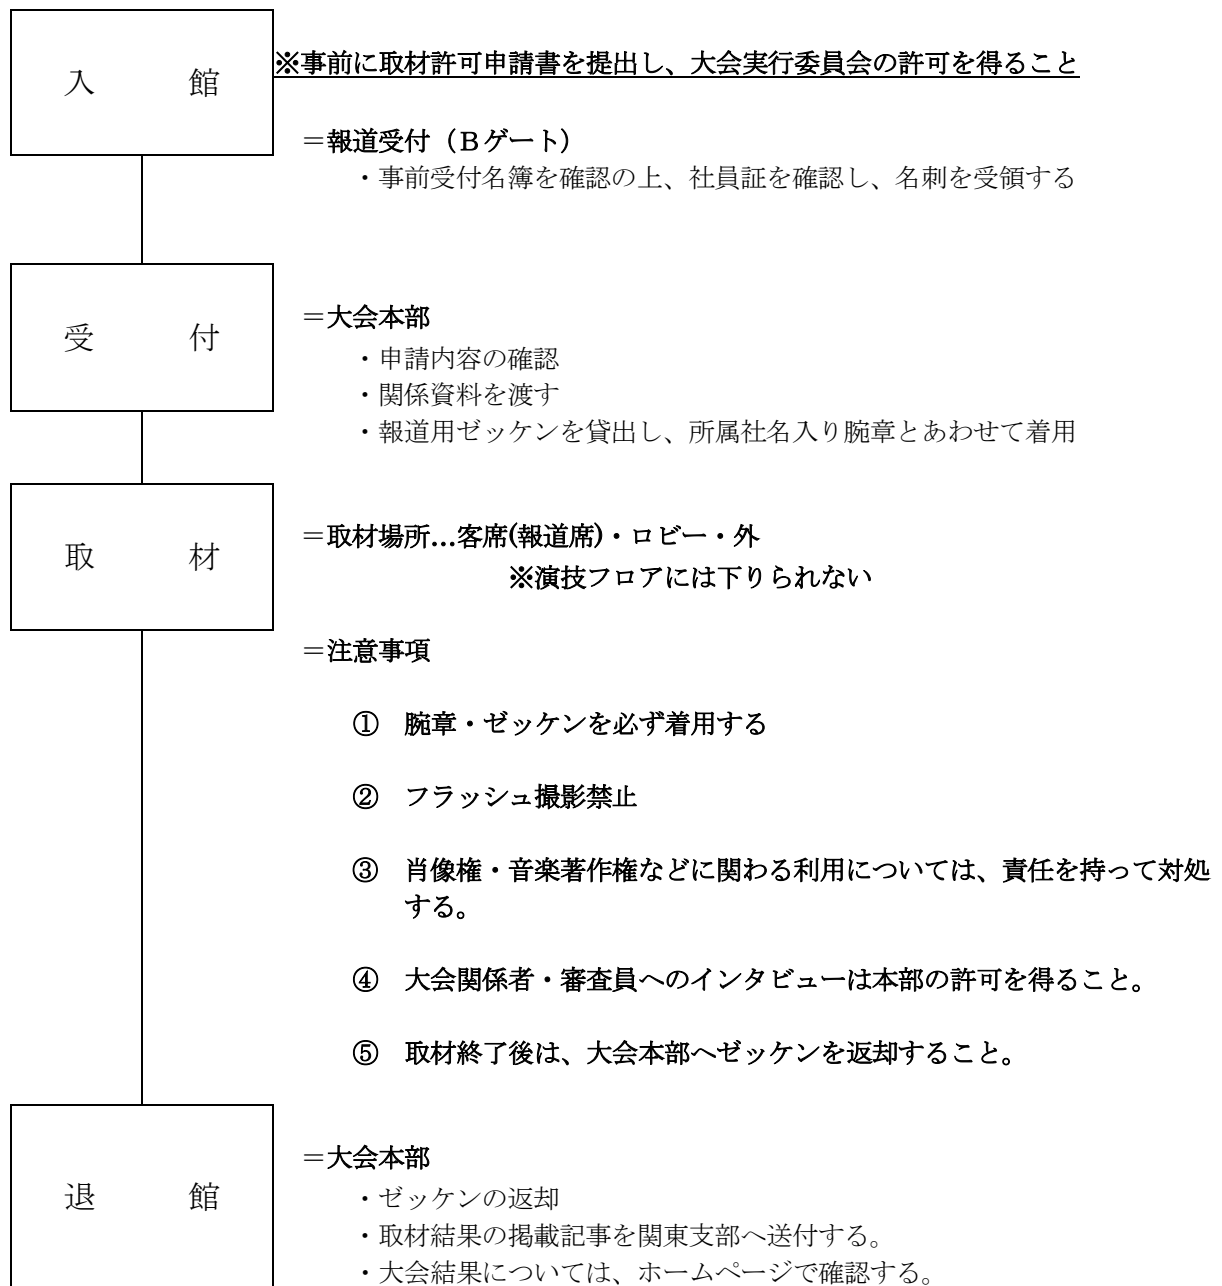 入　　　館
※事前に取材許可申請書を提出し、大会実行委員会の許可を得ること
＝報道受付（Ｂゲート）
・事前受付名簿を確認の上、社員証を確認し、名刺を受領する
受　　　付
＝大会本部
・申請内容の確認
・関係資料を渡す
・報道用ゼッケンを貸出し、所属社名入り腕章とあわせて着用
取　　　材
＝取材場所…客席(報道席)・ロビー・外
※演技フロアには下りられない
＝注意事項
①　腕章・ゼッケンを必ず着用する
②　フラッシュ撮影禁止
③　肖像権・音楽著作権などに関わる利用については、責任を持って対処
する。
④　大会関係者・審査員へのインタビューは本部の許可を得ること。
⑤　取材終了後は、大会本部へゼッケンを返却すること。
退　　　館
＝大会本部
・ゼッケンの返却
・取材結果の掲載記事を関東支部へ送付する。
・大会結果については、ホームページで確認する。